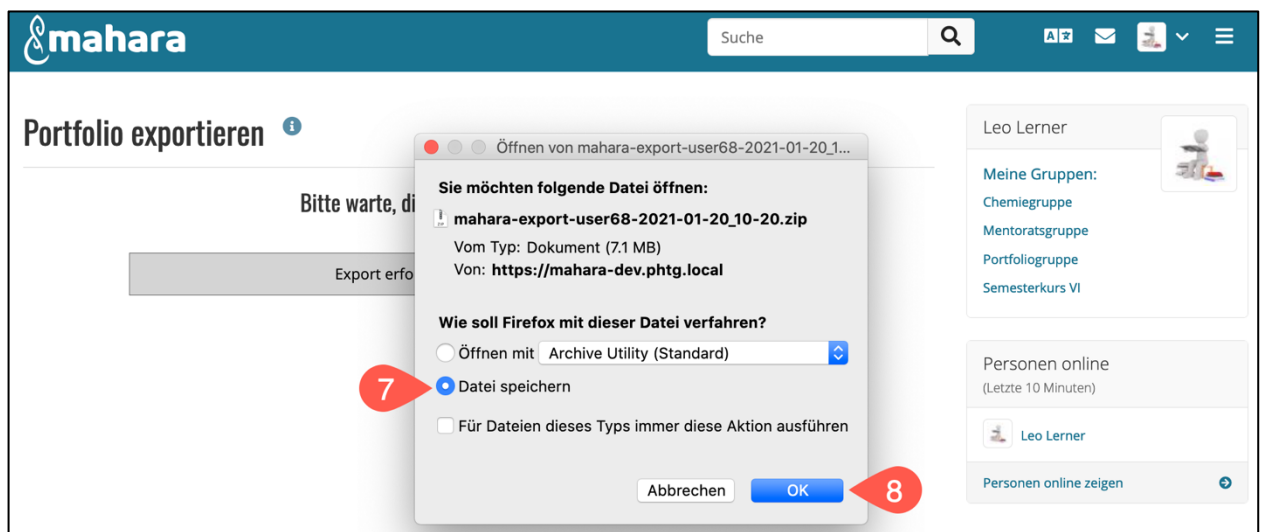 mahara
Suche
Portfolio exportieren
Öffnen von mahara-export-user68-2021-01-20_1...
Bitte warte, di
Export erfo
Sie möchten folgende Datei öffnen:
mahara-export-user68-2021-01-20_10-20.zip
Vom Typ: Dokument (7.1 MB)
Von: https://mahara-dev.phtg.local
Wie soll Firefox mit dieser Datei verfahren?
Öffnen mit Archive Utility (Standard)
7
Datei speichern
Für Dateien dieses Typs immer diese Aktion ausführen
Abbrechen OK 8
Leo Lerner
Meine Gruppen:
Chemiegruppe
Mentoratsgruppe
Portfoliogruppe
Semesterkurs VI
Personen online
(Letzte 10 Minuten)
Leo Lerner
Personen online zeigen